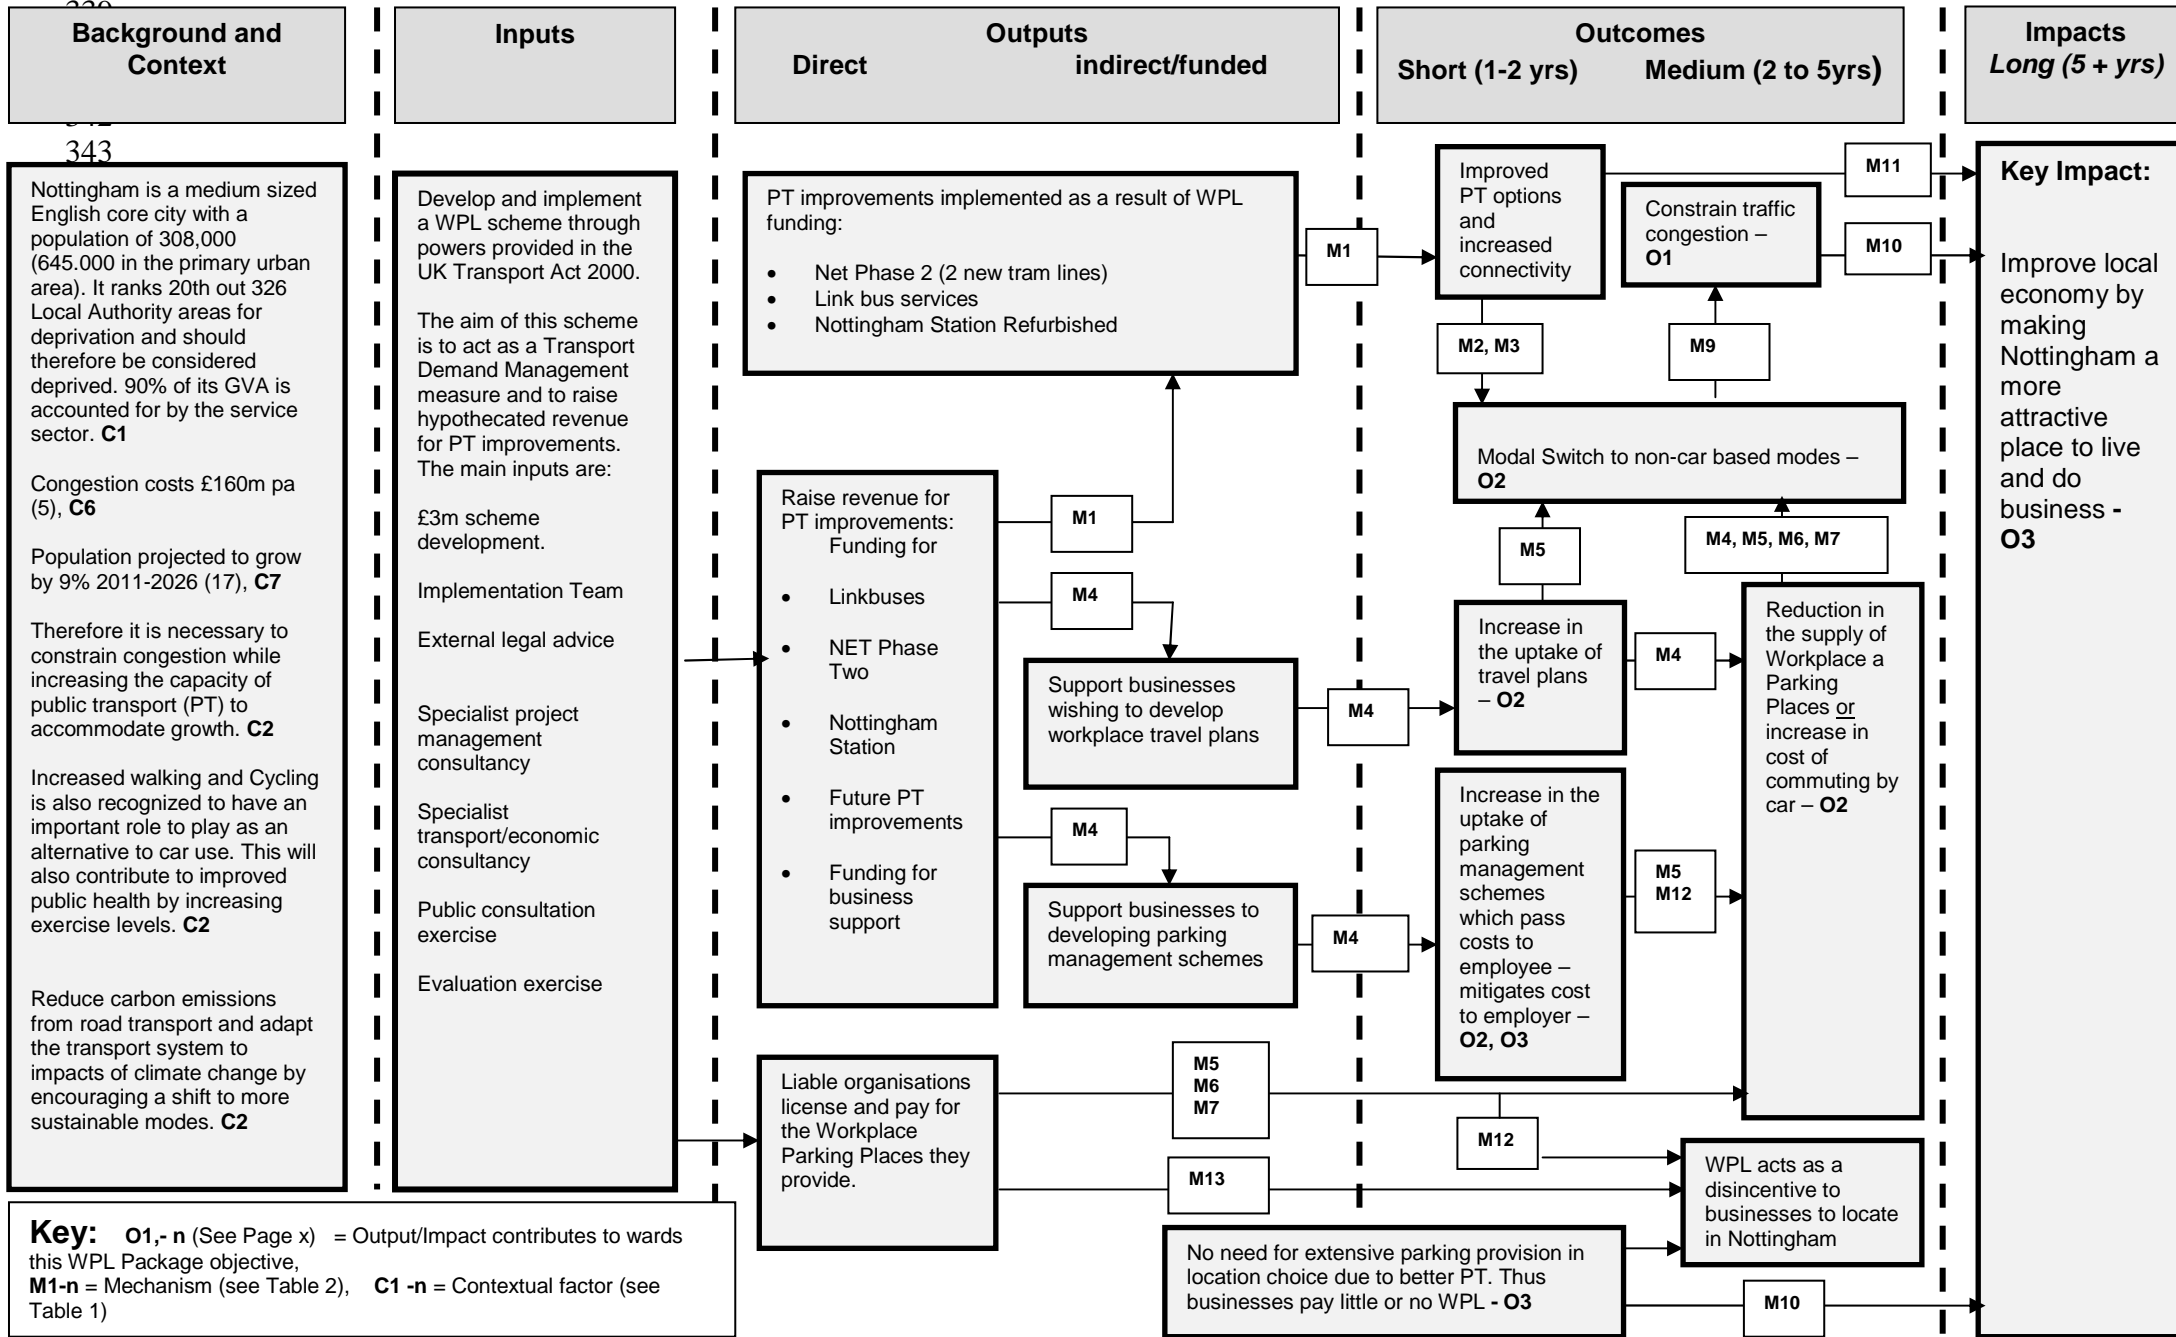 Background and
Context
Inputs
Outputs
Direct indirect/funded
Outcomes
Short (1-2 yrs) Medium (2 to 5yrs)
Impacts
Long (5 + yrs)
343
Nottingham is a medium sized
English core city with a
population of 308,000
(645.000 in the primary urban
area). It ranks 20th out 326
Local Authority areas for
deprivation and should
therefore be considered
deprived. 90% of its GVA is
accounted for by the service
sector. C1
Congestion costs £160m pa
(5), C6
Population projected to grow
by 9% 2011-2026 (17), C7
Therefore it is necessary to
constrain congestion while
increasing the capacity of
public transport (PT) to
accommodate growth. C2
Increased walking and Cycling
is also recognized to have an
important role to play as an
alternative to car use. This will
also contribute to improved
public health by increasing
exercise levels. C2
Reduce carbon emissions
from road transport and adapt
the transport system to
impacts of climate change by
encouraging a shift to more
sustainable modes. C2
Develop and implement
a WPL scheme through
powers provided in the
UK Transport Act 2000.
The aim of this scheme
is to act as a Transport
Demand Management
measure and to raise
hypothecated revenue
for PT improvements.
The main inputs are:
£3m scheme
development.
Implementation Team
External legal advice
Specialist project
management
consultancy
Specialist
transport/economic
consultancy
Public consultation
exercise
Evaluation exercise
PT improvements implemented as a result of WPL
funding:
• Net Phase 2 (2 new tram lines)
• Link bus services
• Nottingham Station Refurbished
M1
Raise revenue for
PT improvements:
Funding for
• Linkbuses
• NET Phase
Two
• Nottingham
Station
• Future PT
improvements
• Funding for
business
support
M1
M4
Support businesses
wishing to develop
workplace travel plans
M4
M4
Support businesses to
developing parking
management schemes
M4
Liable organisations
license and pay for
the Workplace
Parking Places they
provide.
M5
M6
M7
M13
M12
Improved
PT options
and
increased
connectivity
M11
Constrain traffic
congestion –
O1
M10
M2, M3
M9
Modal Switch to non-car based modes –
O2
M5
M4, M5, M6, M7
Increase in
the uptake of
travel plans
– O2
M4
Reduction in
the supply of
Workplace a
Parking
Places or
increase in
cost of
commuting by
car – O2
Increase in the
uptake of
parking
management
schemes
which pass
costs to
employee –
mitigates cost
to employer –
O2, O3
M5
M12
WPL acts as a
disincentive to
businesses to locate
in Nottingham
No need for extensive parking provision in
location choice due to better PT. Thus
businesses pay little or no WPL - O3
M10
Key Impact:
Improve local
economy by
making
Nottingham a
more
attractive
place to live
and do
business -
O3
Key: O1,- n (See Page x) = Output/Impact contributes to wards
this WPL Package objective,
M1-n = Mechanism (see Table 2), C1 -n = Contextual factor (see
Table 1)